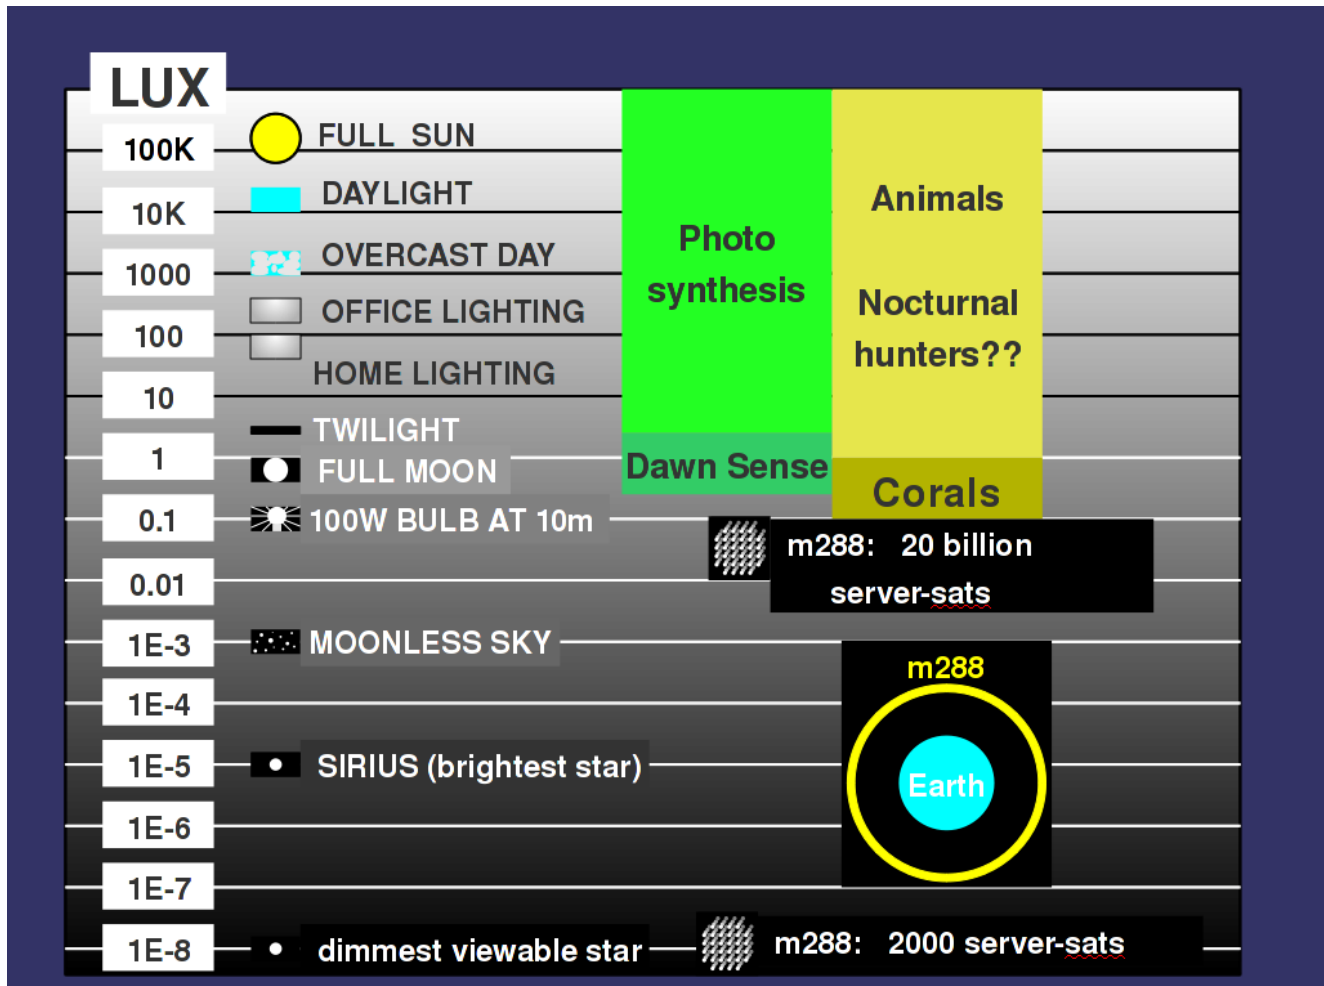 LUX
100K
FULL SUN
10K
DAYLIGHT
1000
OVERCAST DAY
100
OFFICE LIGHTING
10
HOME LIGHTING
1
TWILIGHT
FULL MOON
0.1
100W BULB AT 10m
0.01
1E-3
MOONLESS SKY
1E-4
1E-5
SIRIUS (brightest star)
1E-6
1E-7
1E-8
dimmest viewable star
Photo
synthesis
Dawn Sense
Animals
Nocturnal
hunters??
Corals
m288: 20 billion
server-sats
m288
Earth
m288: 2000 server-sats